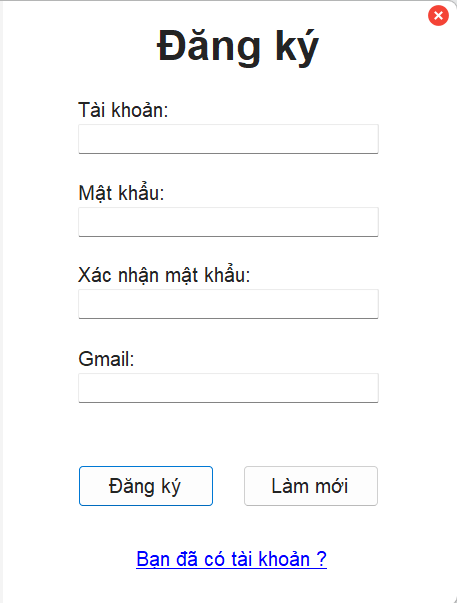 Đăng ký
Tài khoản:
Mật khẩu:
Xác nhận mật khẩu:
Gmail:
Đăng ký Làm mới
Bạn đã có tài khoản ?